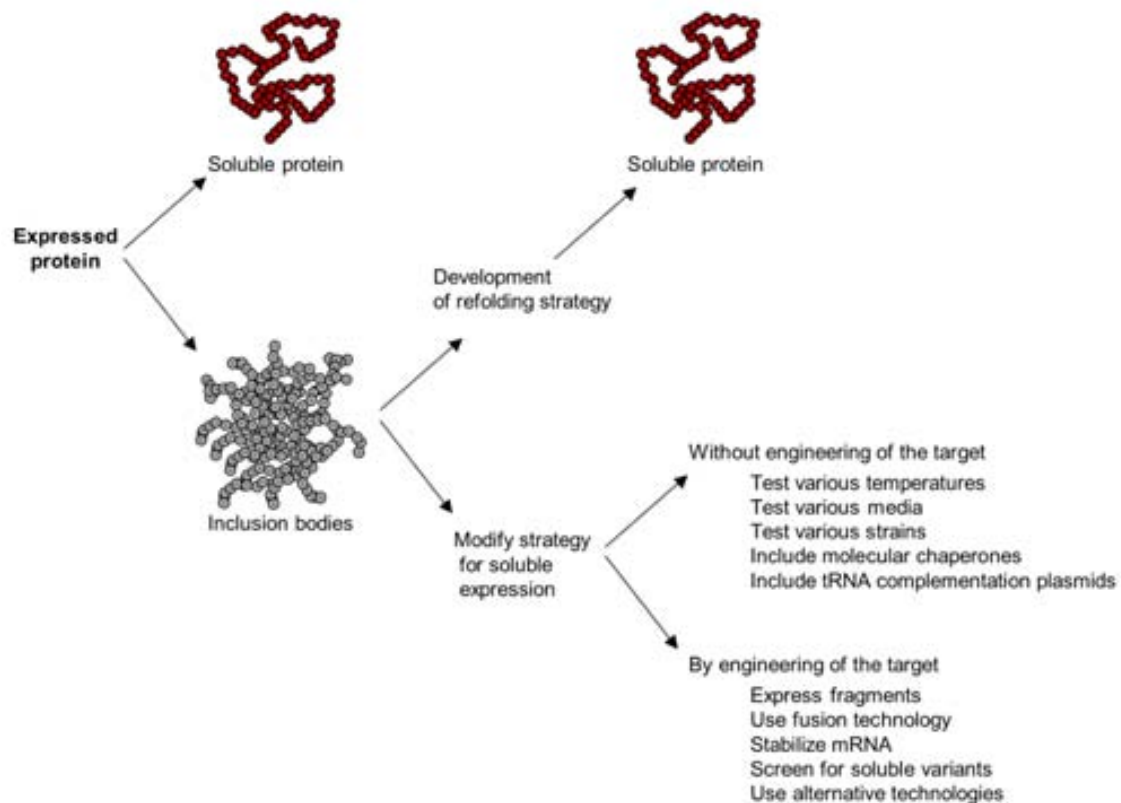 Soluble protein
Soluble protein
Expressed
protein
Development
of refolding strategy
Inclusion bodies
Modify strategy
for soluble
expression
Without engineering of the target
Test various temperatures
Test various media
Test various strains
Include molecular chaperones
Include tRNA complementation plasmids
By engineering of the target
Express fragments
Use fusion technology
Stabilize mRNA
Screen for soluble variants
Use alternative technologies